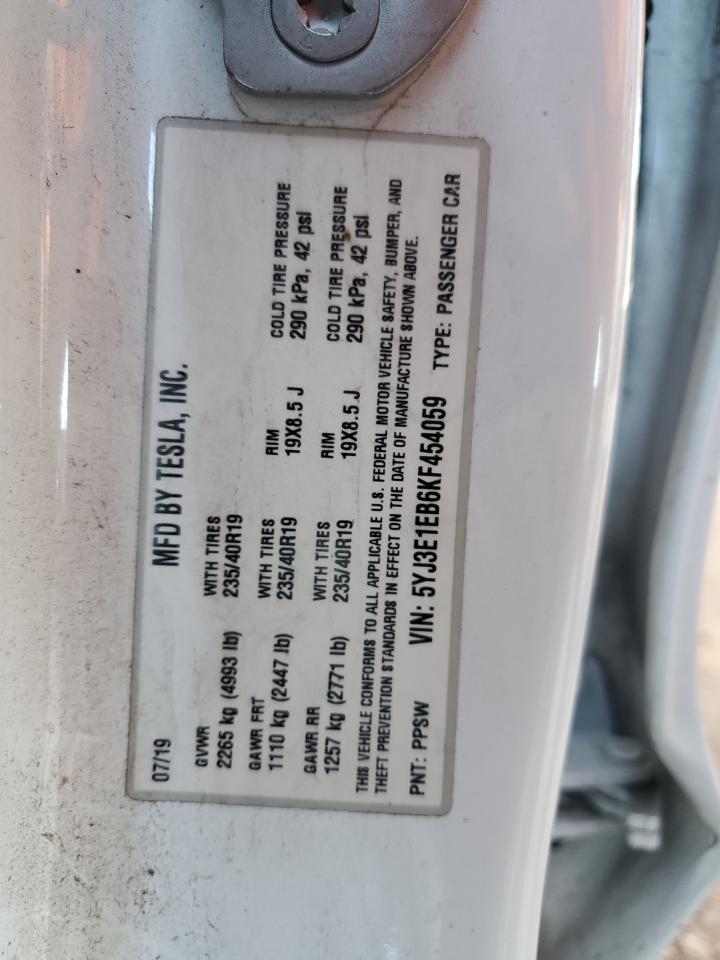 07/19 MFD BY TESLA, INC.
GVWR WITH TIRES
2265 kg (4993 lb) 235/40R19
GAWR FRT WITH TIRES RIM COLD TIRE PRESSURE
1110 kg (2447 lb) 235/40R19 19X8.5 J 290 kPa, 42 psi
GAWR RR WITH TIRES RIM COLD TIRE PRESSURE
1257 kg (2771 lb) 235/40R19 19X8.5 J 290 kPa, 42 psi
THIS VEHICLE CONFORMS TO ALL APPLICABLE U.S. FEDERAL MOTOR VEHICLE SAFETY, BUMPER, AND
THEFT PREVENTION STANDARDS IN EFFECT ON THE DATE OF MANUFACTURE SHOWN ABOVE.
PNT: PPSW VIN: 5YJ3E1EB6KF454059 TYPE: PASSENGER CAR